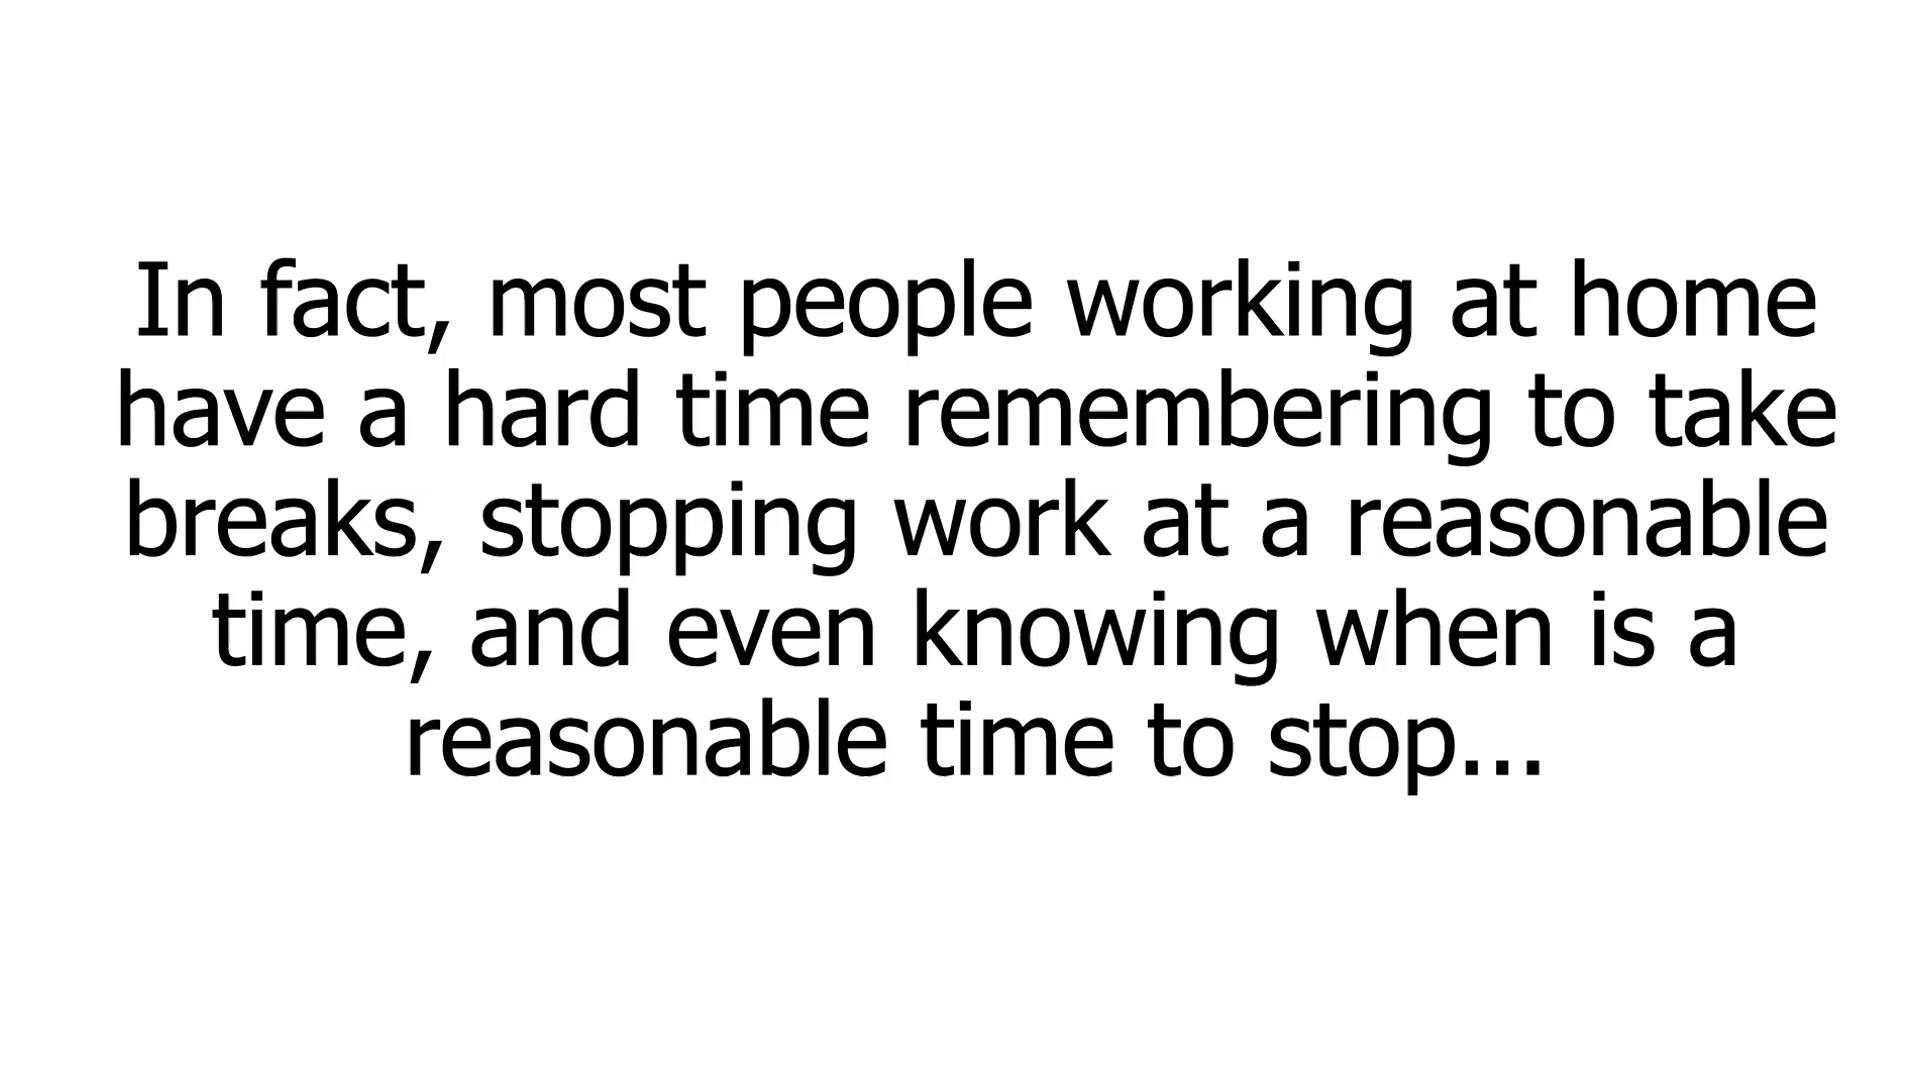 In fact, most people working at home
have a hard time remembering to take
breaks, stopping work at a reasonable
time, and even knowing when is a
reasonable time to stop...